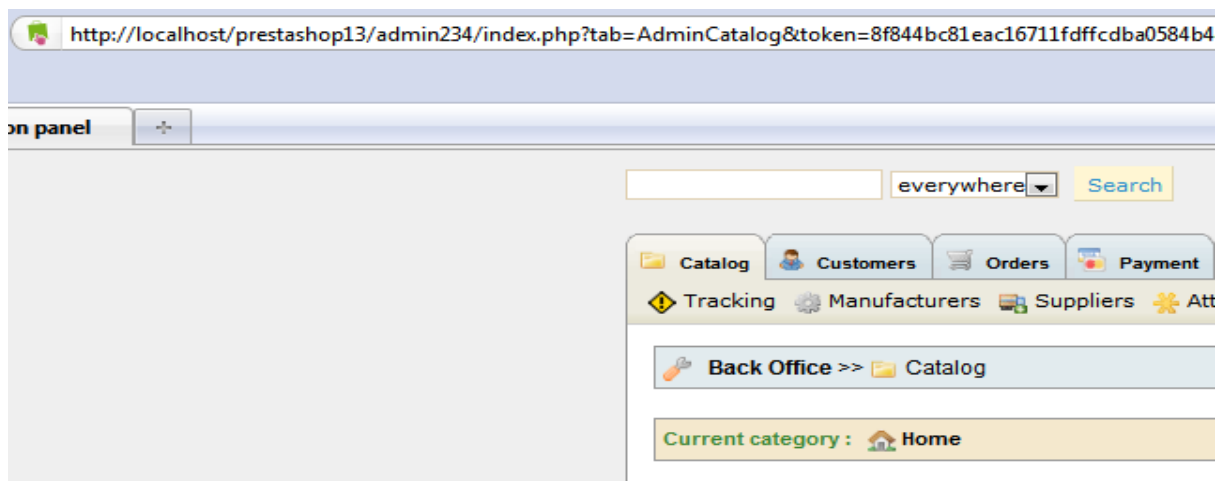 http://localhost/prestashop13/admin234/index.php?tab=AdminCatalog&token=8f844bc81eac16711fdffcdba0584b4
on panel
everywhere Search
Catalog Customers Orders Payment
Tracking Manufacturers Suppliers Att
Back Office >> Catalog
Current category : Home